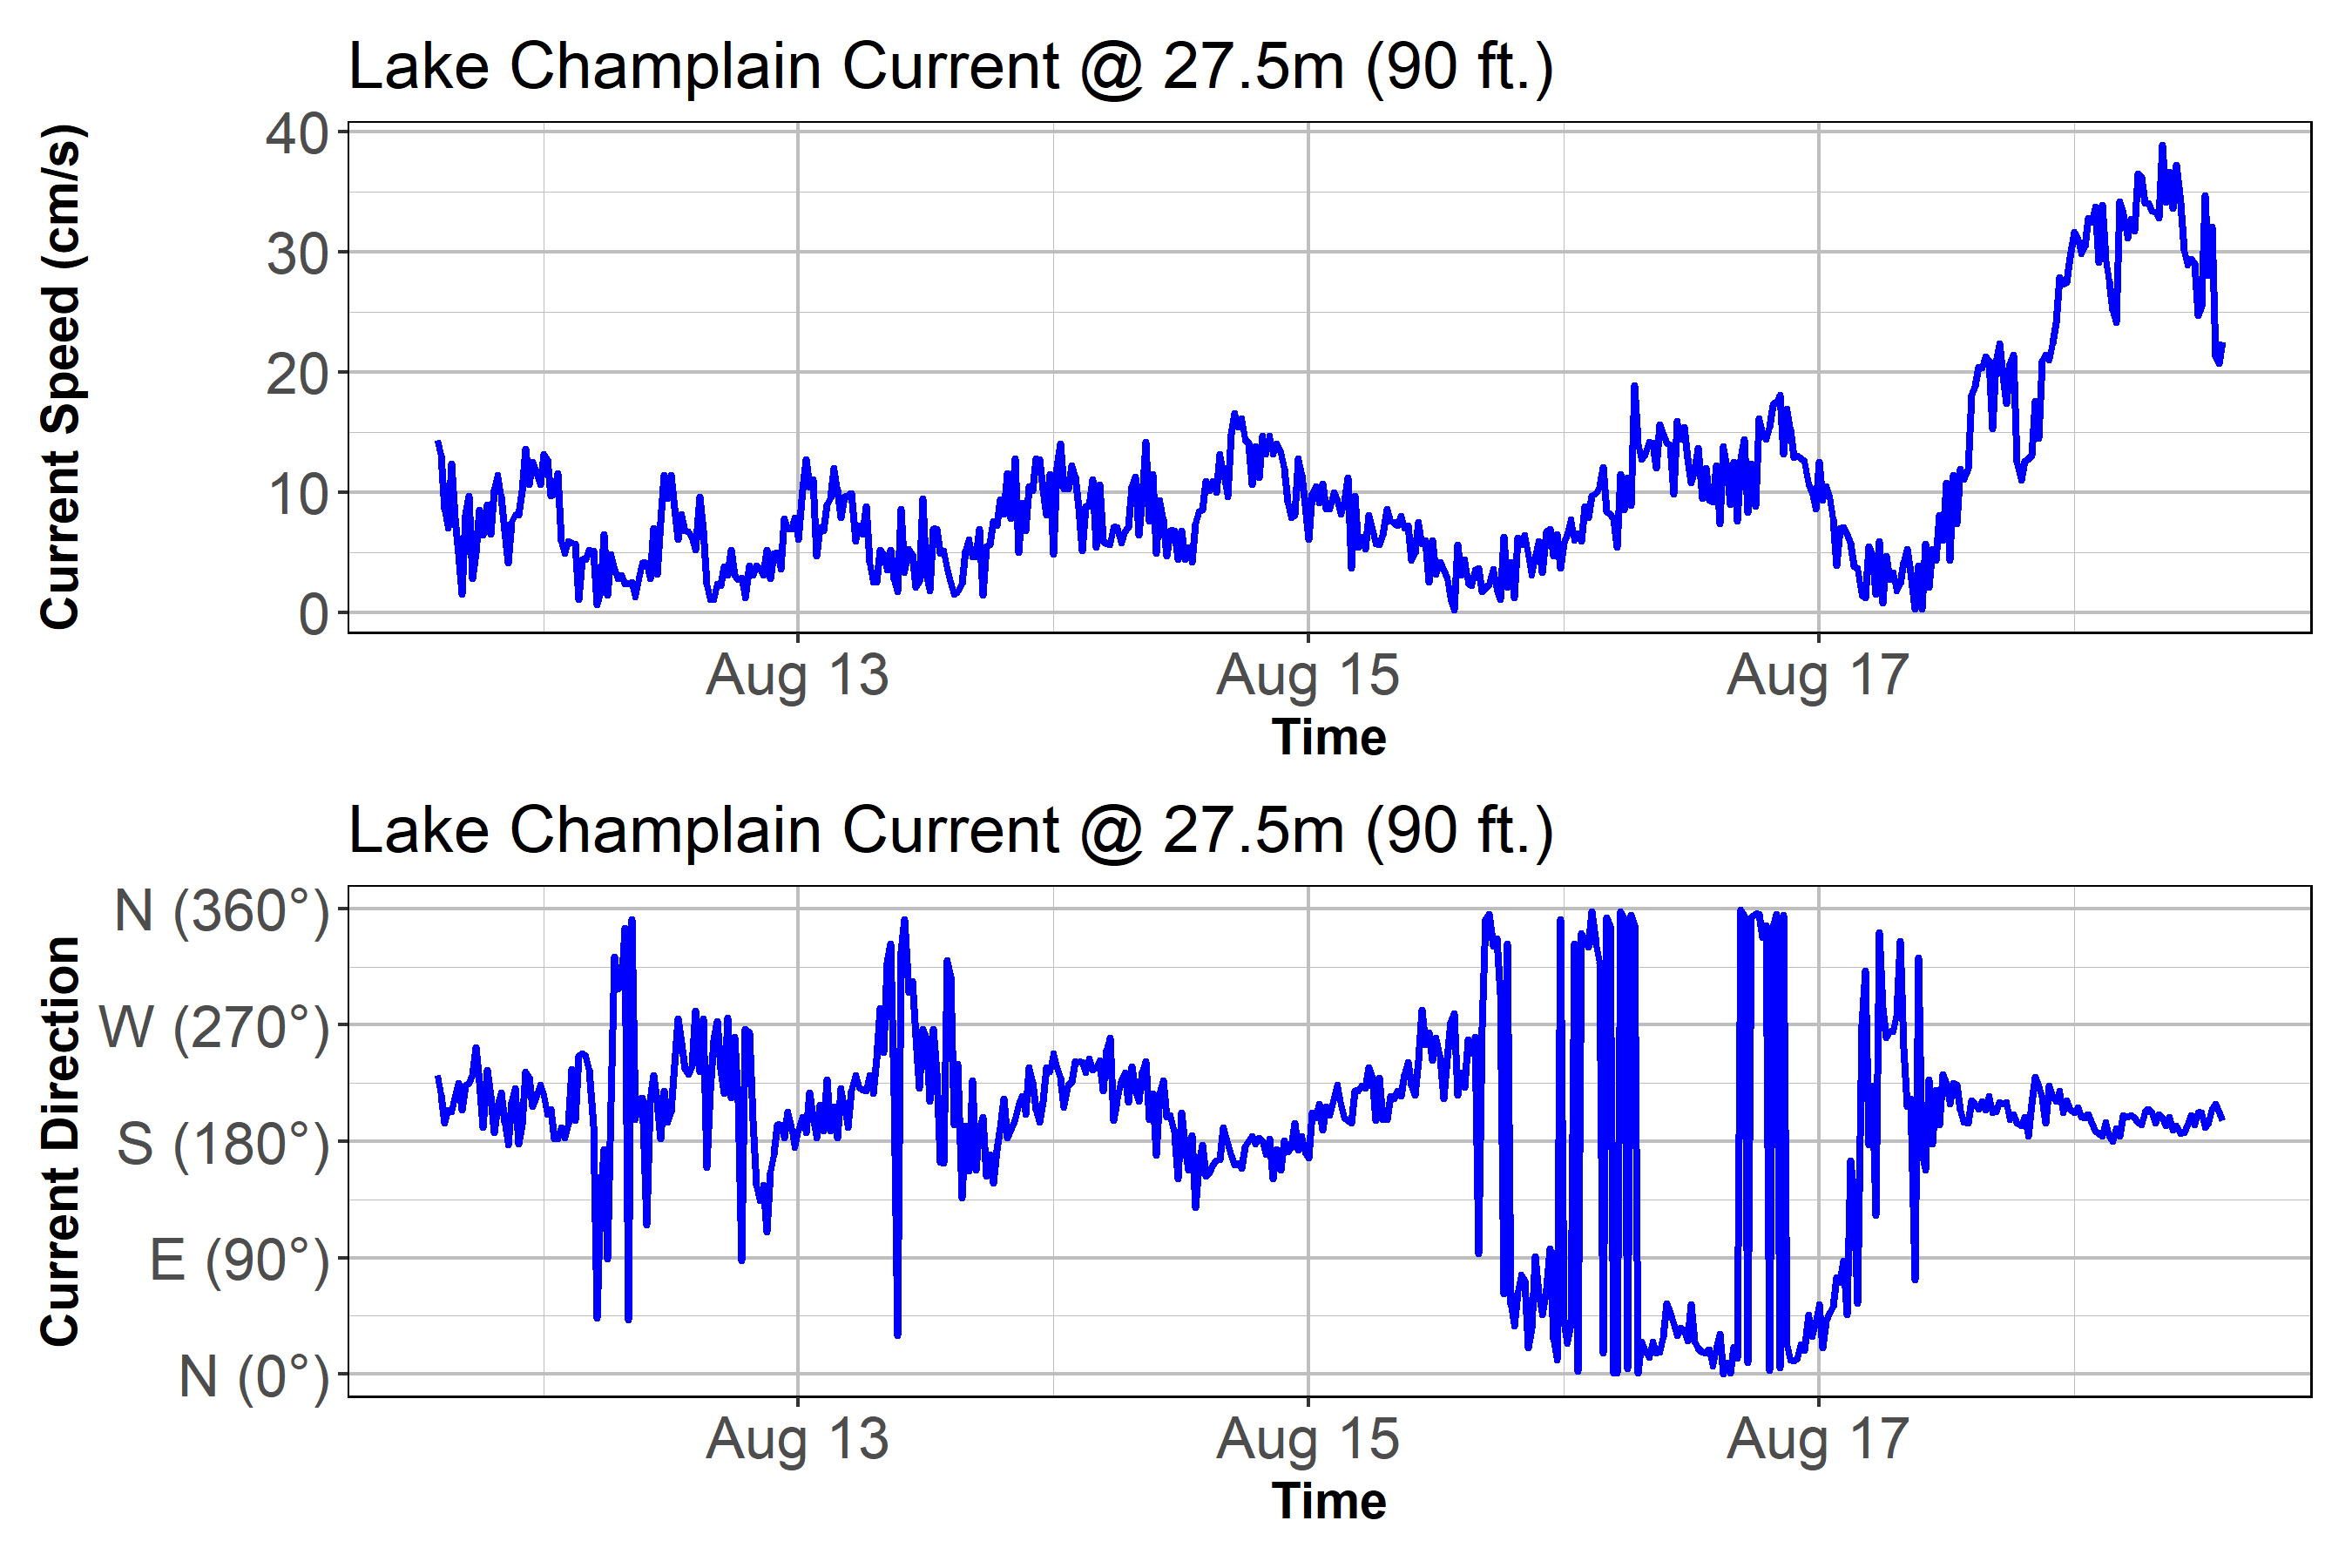 Lake Champlain Current @ 27.5m (90 ft.)
Current Speed (cm/s)
40
30
20
10
0
Aug 13 Aug 15 Aug 17
Time
Lake Champlain Current @ 27.5m (90 ft.)
Current Direction
N (360°)
W (270°)
S (180°)
E (90°)
N (0°)
Aug 13 Aug 15 Aug 17
Time